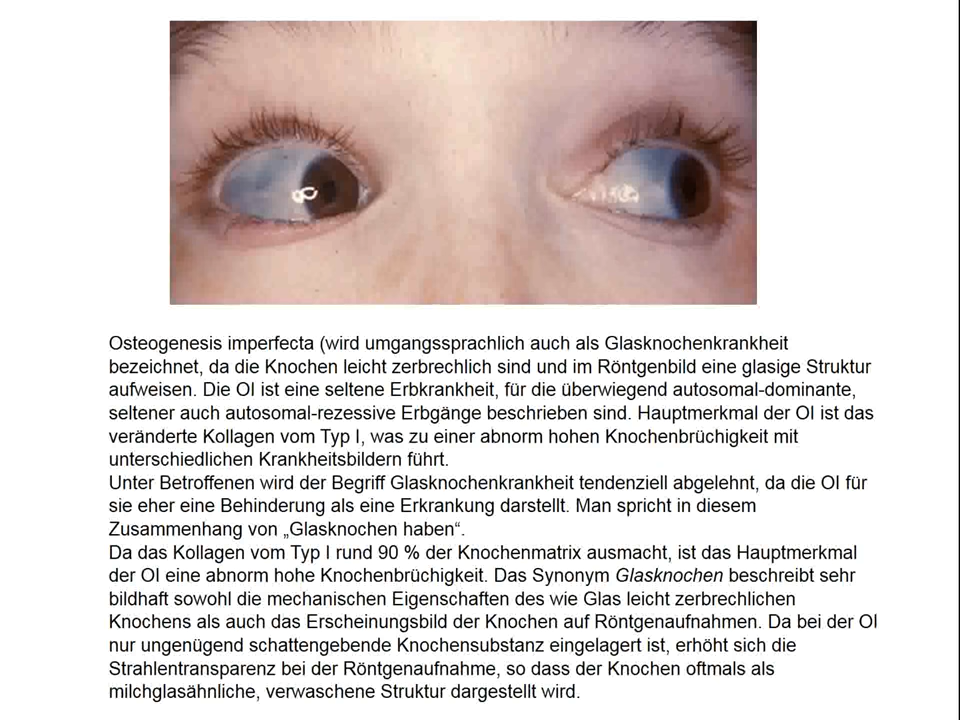 Osteogenesis imperfecta (wird umgangssprachlich auch als Glasknochenkrankheit
bezeichnet, da die Knochen leicht zerbrechlich sind und im Röntgenbild eine glasige Struktur
aufweisen. Die OI ist eine seltene Erbkrankheit, für die überwiegend autosomal-dominante,
seltener auch autosomal-rezessive Erbgänge beschrieben sind. Hauptmerkmal der OI ist das
veränderte Kollagen vom Typ I, was zu einer abnorm hohen Knochenbrüchigkeit mit
unterschiedlichen Krankheitsbildern führt.
Unter Betroffenen wird der Begriff Glasknochenkrankheit tendenziell abgelehnt, da die OI für
sie eher eine Behinderung als eine Erkrankung darstellt. Man spricht in diesem
Zusammenhang von „Glasknochen haben“.
Da das Kollagen vom Typ I rund 90 % der Knochenmatrix ausmacht, ist das Hauptmerkmal
der OI eine abnorm hohe Knochenbrüchigkeit. Das Synonym Glasknochen beschreibt sehr
bildhaft sowohl die mechanischen Eigenschaften des wie Glas leicht zerbrechlichen
Knochens als auch das Erscheinungsbild der Knochen auf Röntgenaufnahmen. Da bei der OI
nur ungenügend schattengebende Knochensubstanz eingelagert ist, erhöht sich die
Strahlentransparenz bei der Röntgenaufnahme, so dass der Knochen oftmals als
milchglasähnliche, verwaschene Struktur dargestellt wird.